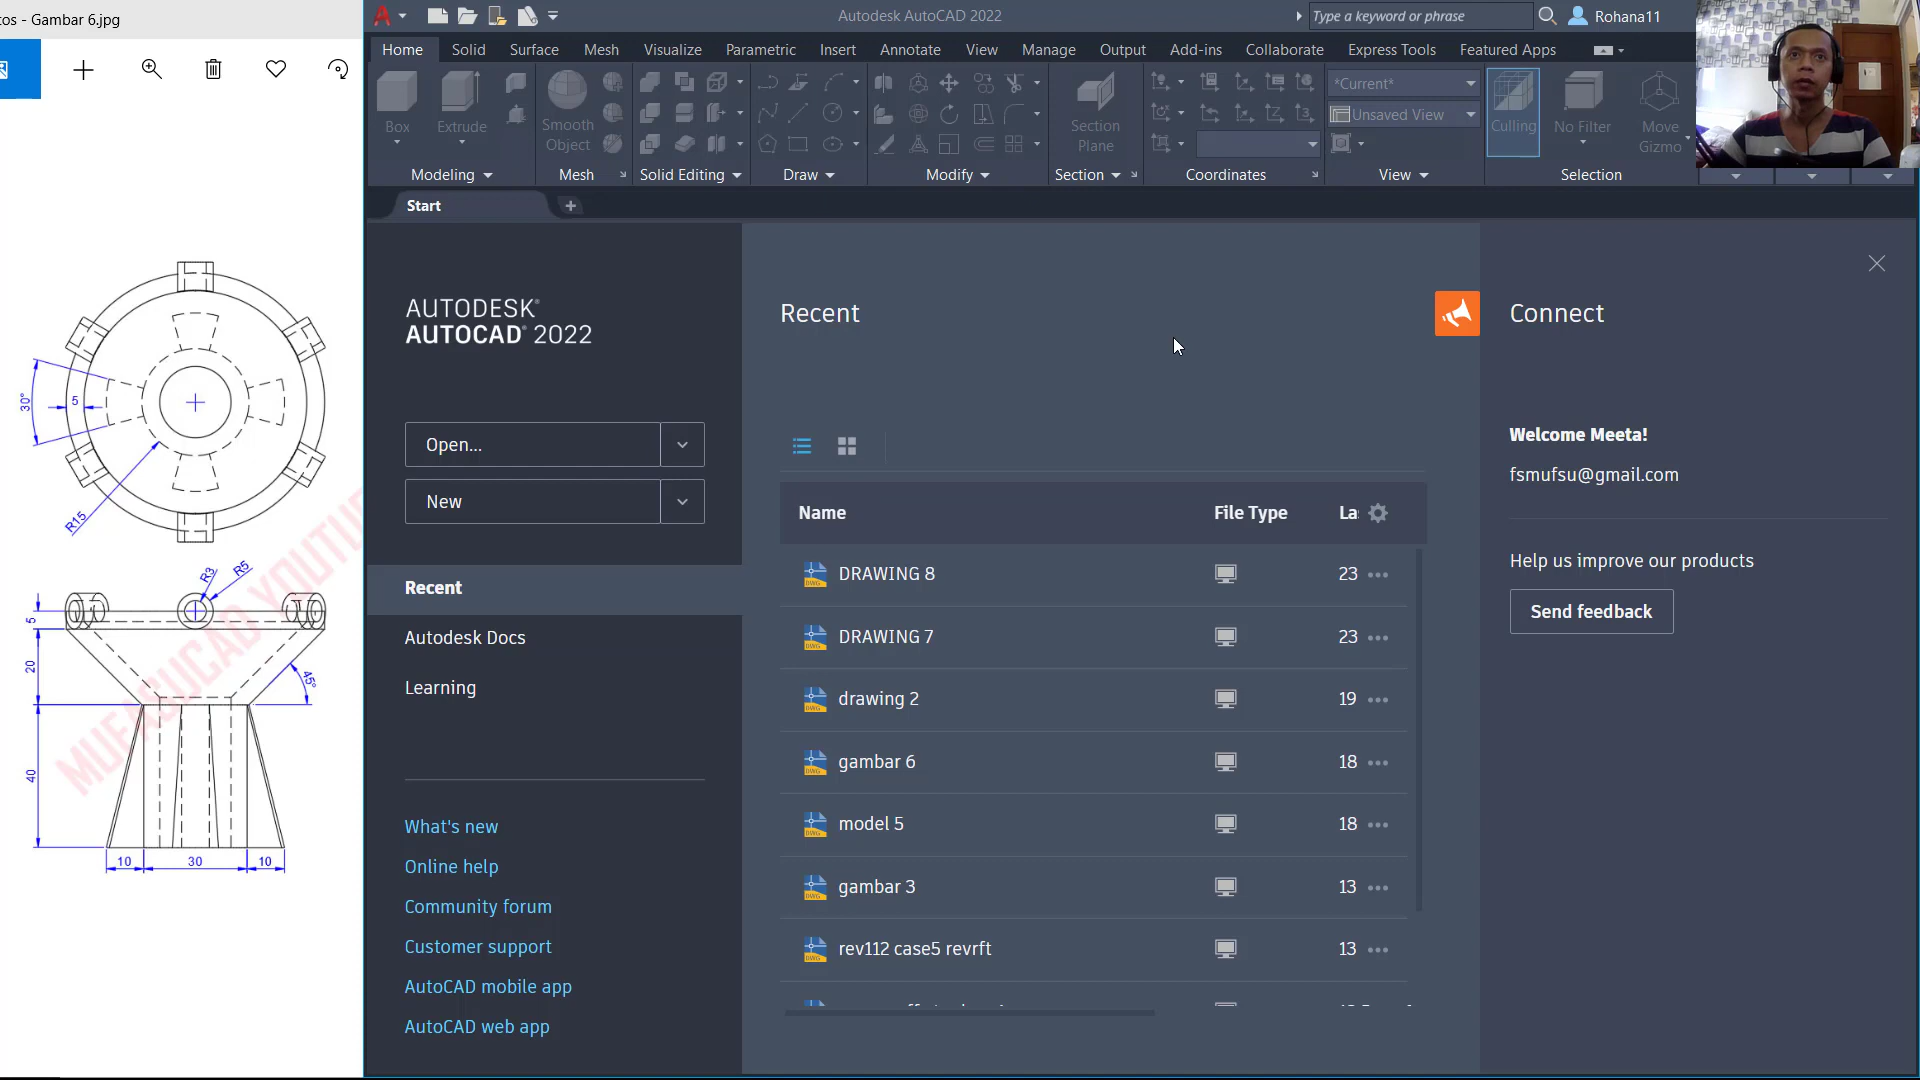 tos - Gambar 6.jpg
Autodesk AutoCAD 2022
Type a keyword or phrase
Rohana11
Home
Solid
Surface
Mesh
Visualize
Parametric
Insert
Annotate
View
Manage
Output
Add-ins
Collaborate
Express Tools
Featured Apps
Box
Extrude
Smooth
Object
Section
Plane
*Current*
Unsaved View
Culling
No Filter
Move
Gizmo
Modeling
Mesh
Solid Editing
Draw
Modify
Section
Coordinates
View
Selection
Start
AUTODESK®
AUTOCAD® 2022
Open...
New
Recent
Autodesk Docs
Learning
What's new
Online help
Community forum
Customer support
AutoCAD mobile app
AutoCAD web app
Recent
Name
File Type
La
DRAWING 8
23
DRAWING 7
23
drawing 2
19
gambar 6
18
model 5
18
gambar 3
13
rev112 case5 revrft
13
Connect
Welcome Meeta!
fsmufsu@gmail.com
Help us improve our products
Send feedback
30°
5
R15
R3
R5
5
20
45°
40
10
30
10
MUFASUCAD YOUTUBE